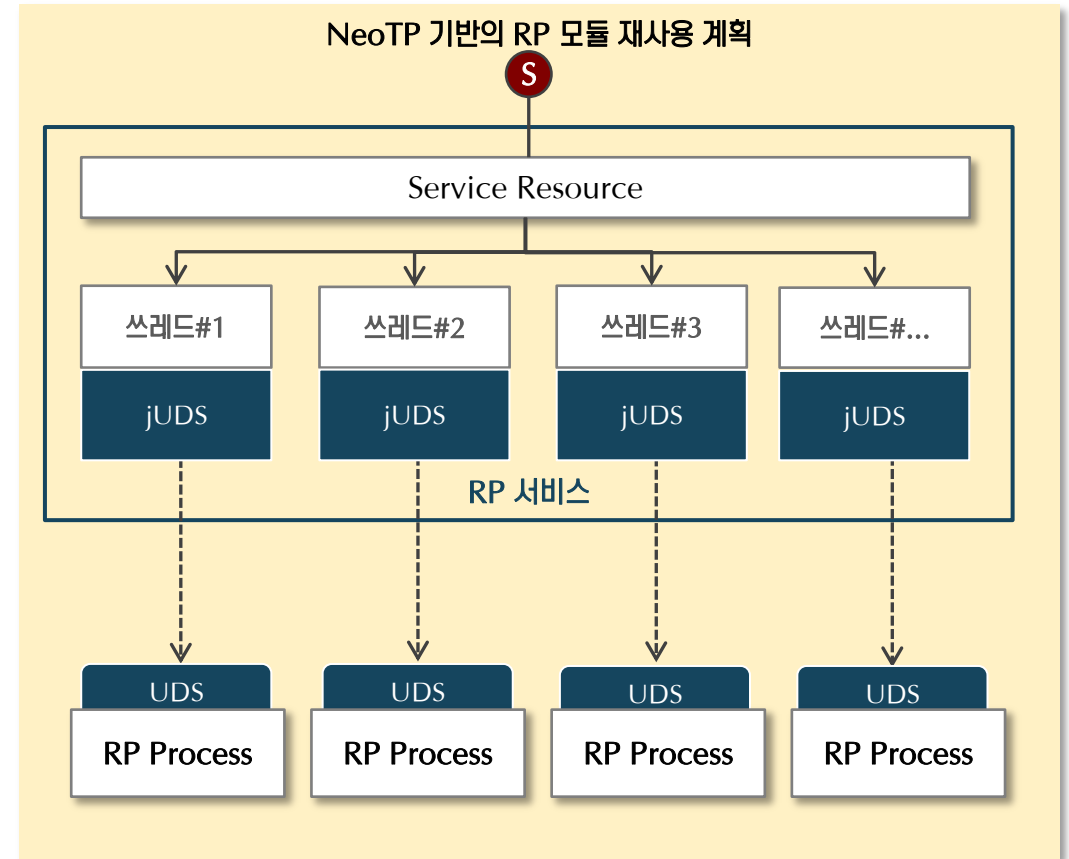 NeoTP 기반의 RP 모듈 재사용 계획
S
Service Resource
쓰레드#1
쓰레드#2
쓰레드#3
쓰레드#...
jUDS
jUDS
jUDS
jUDS
RP 서비스
UDS
UDS
UDS
UDS
RP Process
RP Process
RP Process
RP Process